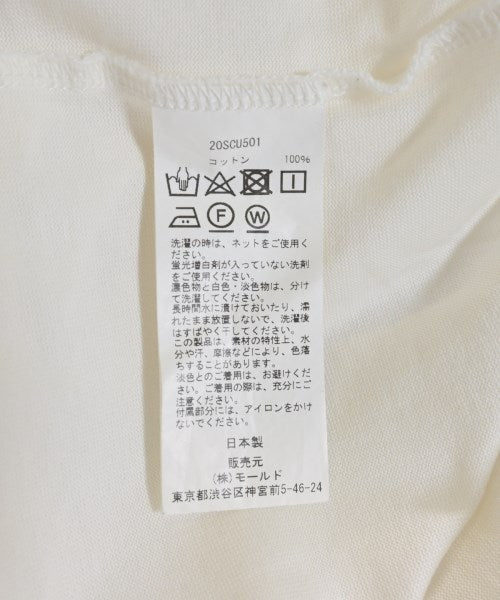 20SCU501
コットン 100%
F W
洗濯の時は、ネットをご使用く
ださい。
蛍光増白剤が入っていない洗剤
をご使用ください。
濃色物と白色・淡色物は、分け
て洗濯してください。
長時間水に漬けておいたり、濡
れたまま放置しないで、洗濯後
はすばやく干してください。
この製品は、素材の特性上、水
分や汗、摩擦などにより、色落
ちすることがあります。
淡色とのご着用は、お避けくだ
さい。ご着用の際は、充分にご
注意ください。
付属部分には、アイロンをかけ
ないでください。
日本製
販売元
(株)モールド
東京都渋谷区神宮前5-46-24